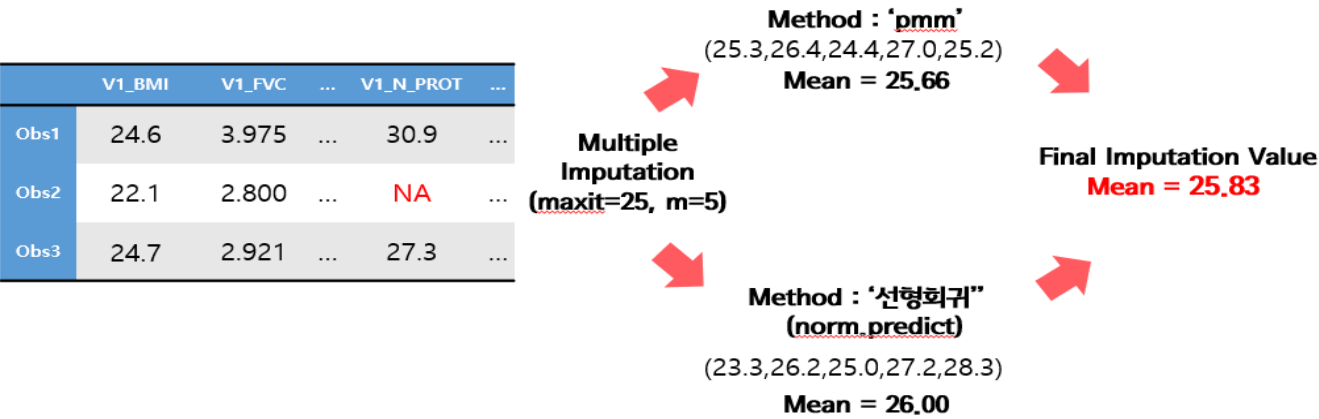 V1_BMI V1_FVC ... V1_N_PROT ...
Obs1 24.6 3.975 ... 30.9 ...
Obs2 22.1 2.800 ... NA ...
Obs3 24.7 2.921 ... 27.3 ...
Multiple
Imputation
(maxit=25, m=5)
Method : ‘pmm’
(25.3,26.4,24.4,27.0,25.2)
Mean = 25.66
Method : ‘선형회귀”
(norm.predict)
(23.3,26.2,25.0,27.2,28.3)
Mean = 26.00
Final Imputation Value
Mean = 25.83